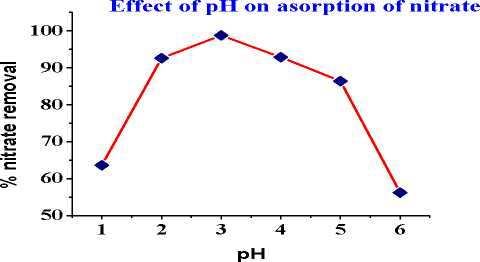 Effect of pH on asorption of nitrate
100
90
80
70
60
50
% nitrate removal
1 2 3 4 5 6
pH